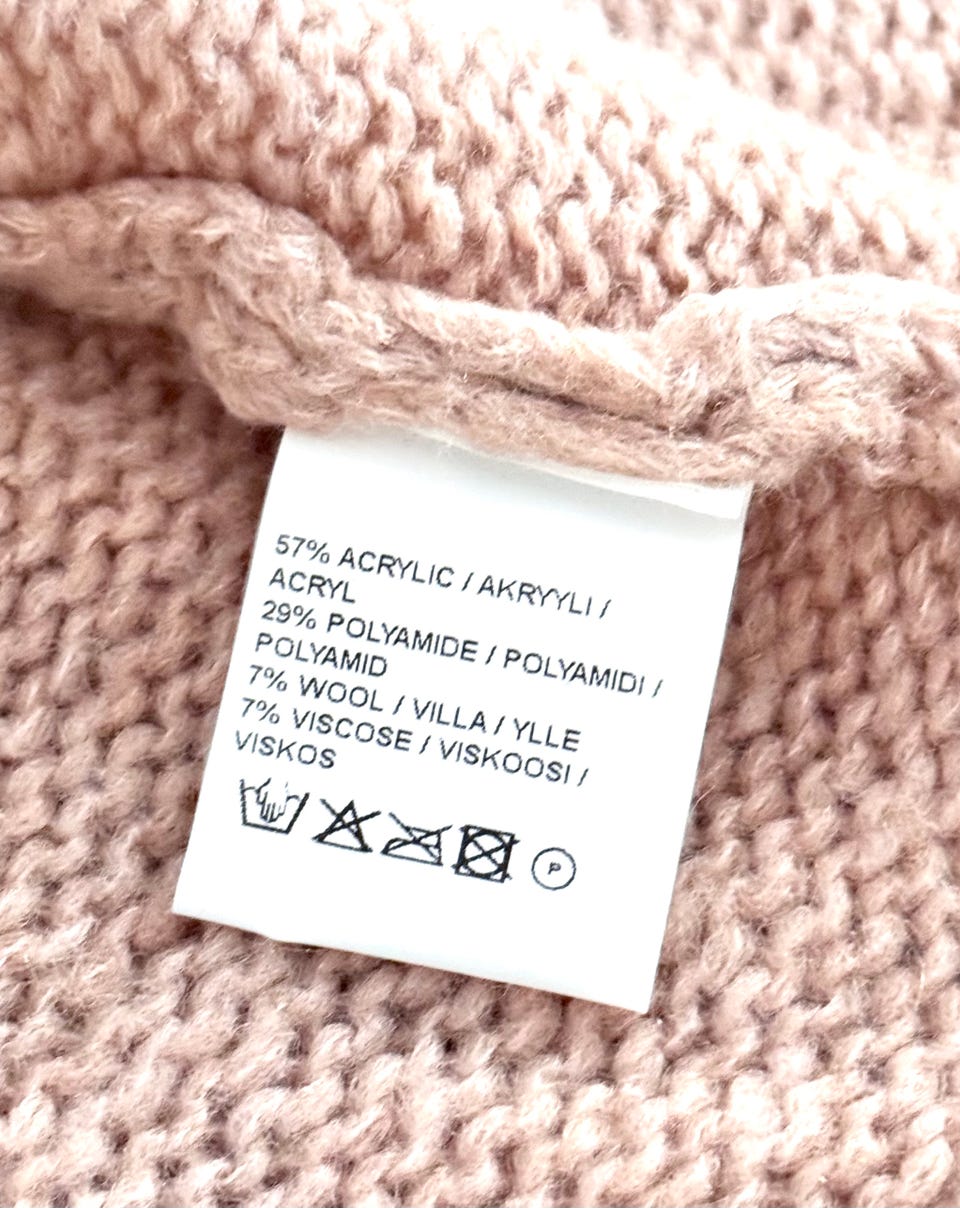 57% ACRYLIC / AKRYYLI /
ACRYL
29% POLYAMIDE / POLYAMIDI /
POLYAMID
7% WOOL / VILLA / YLLE
7% VISCOSE / VISKOOSI /
VISKOS
P